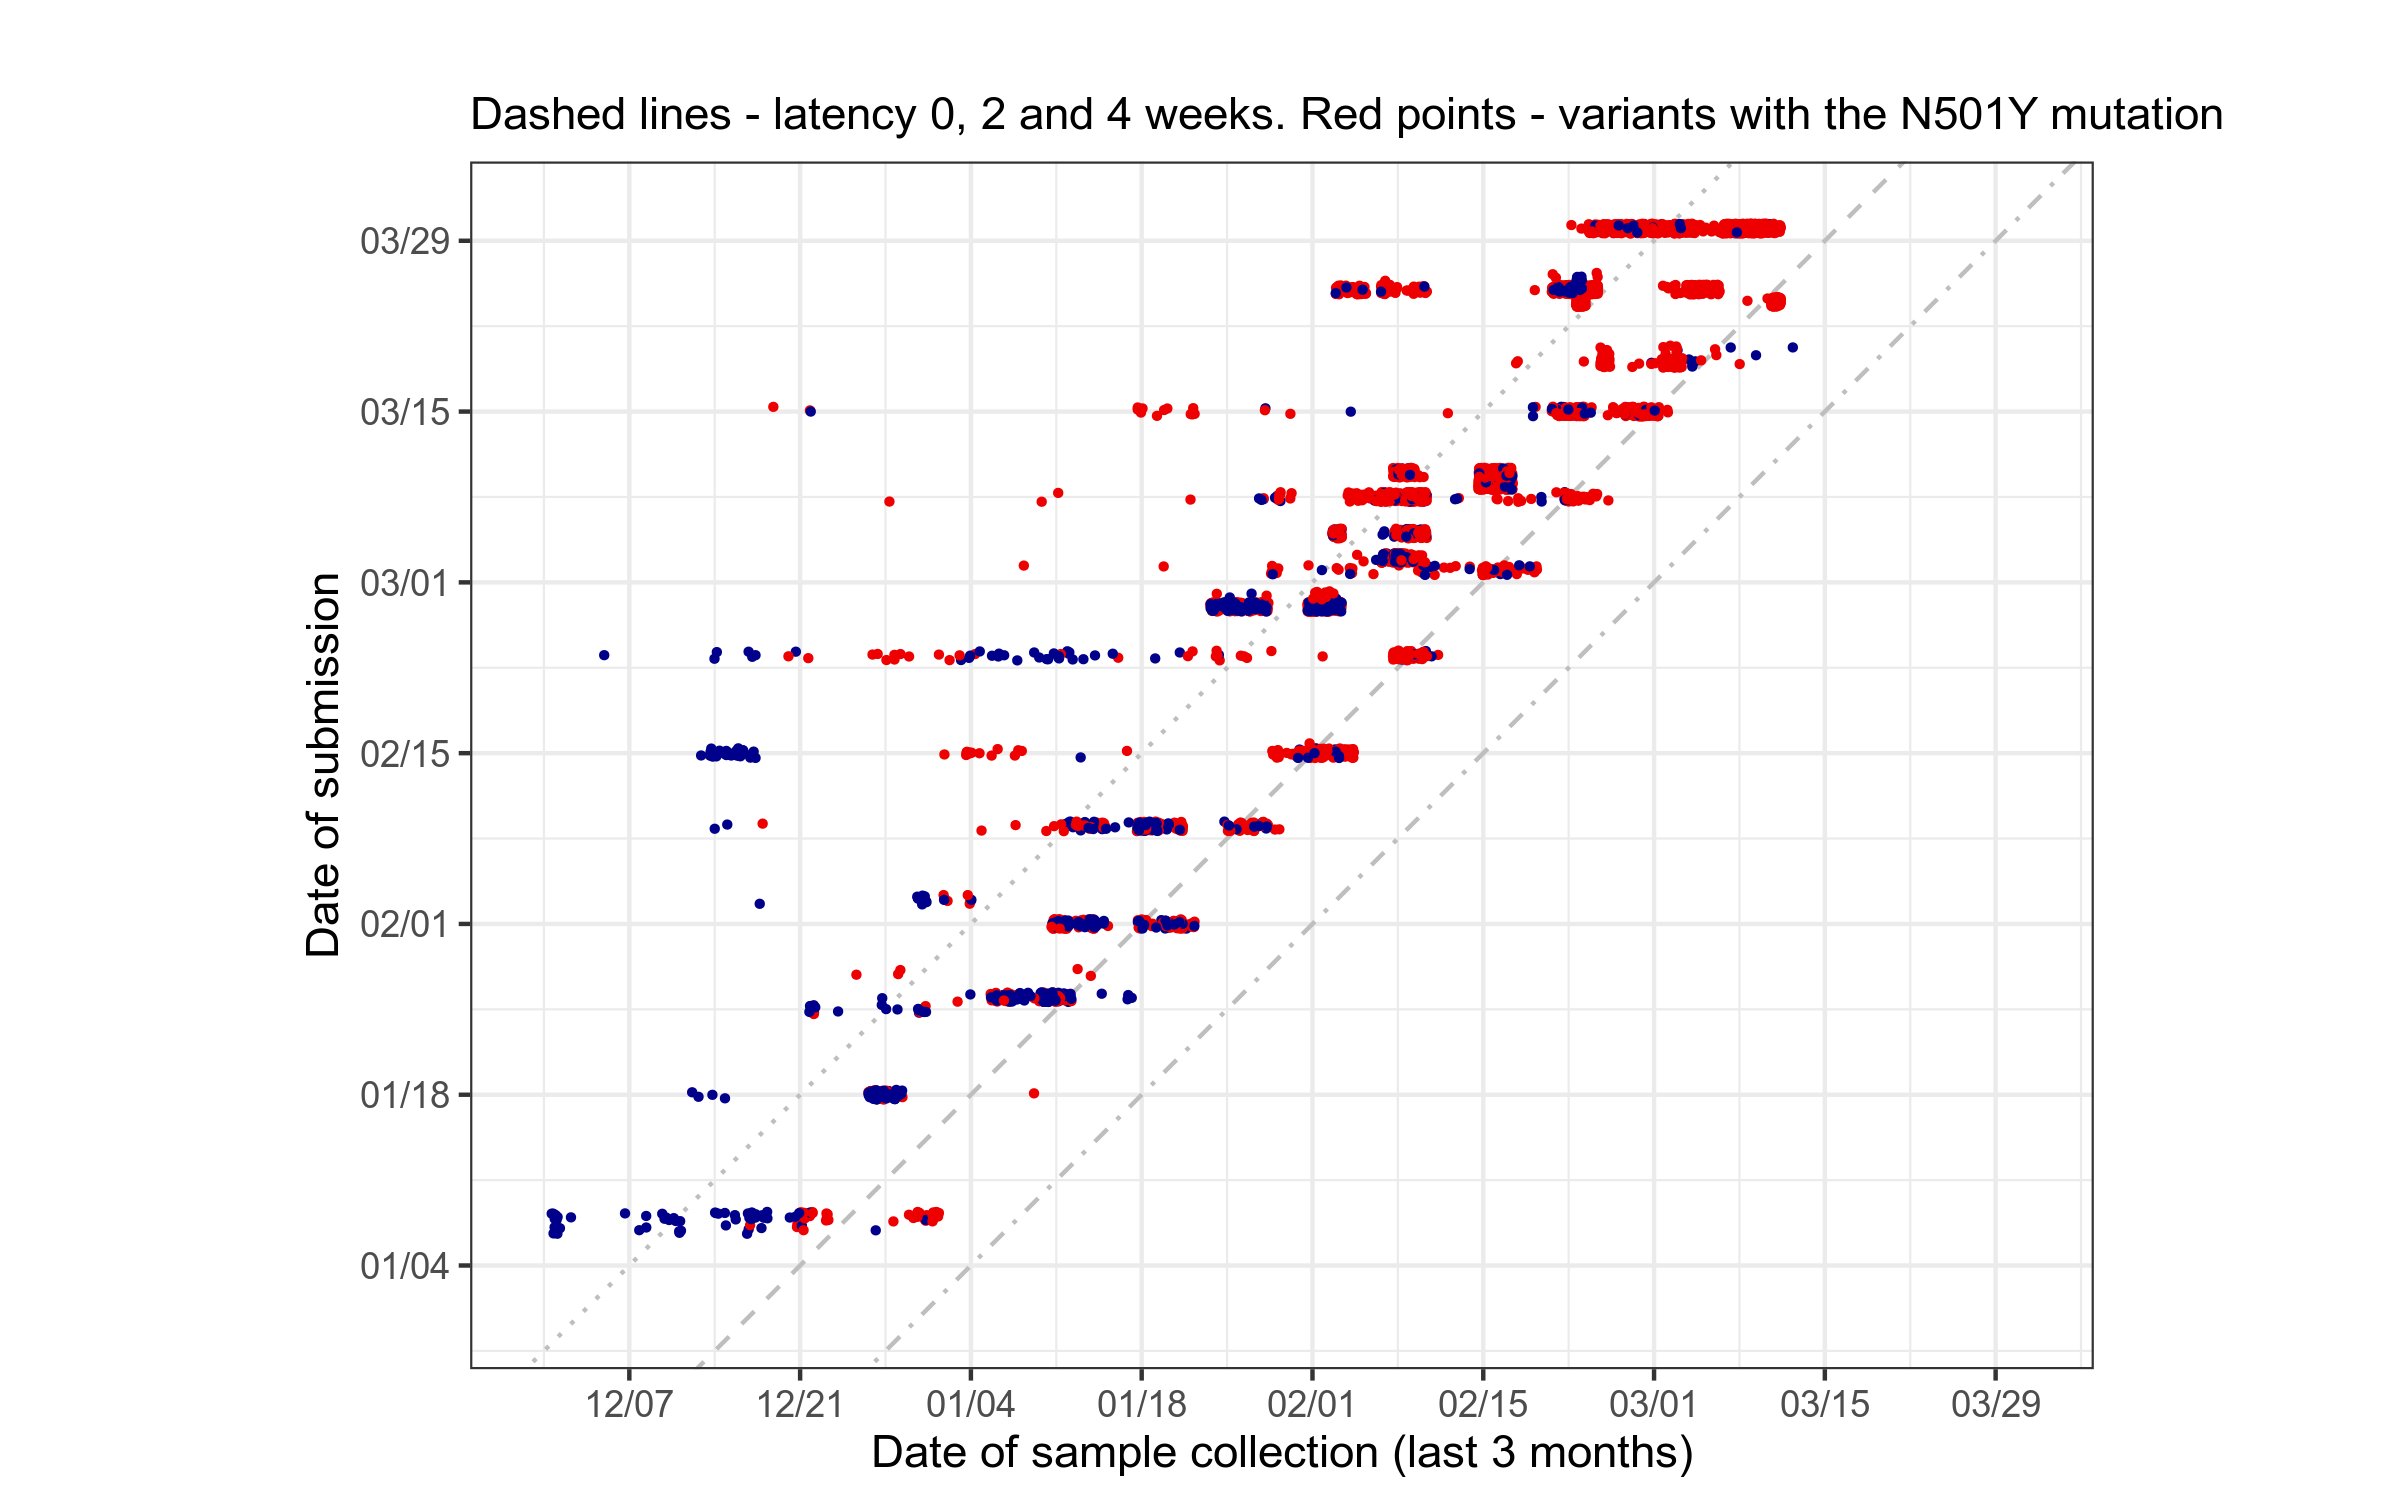 Dashed lines - latency 0, 2 and 4 weeks. Red points - variants with the N501Y mutation
Date of submission
03/29
03/15
03/01
02/15
02/01
01/18
01/04
12/07 12/21 01/04 01/18 02/01 02/15 03/01 03/15 03/29
Date of sample collection (last 3 months)